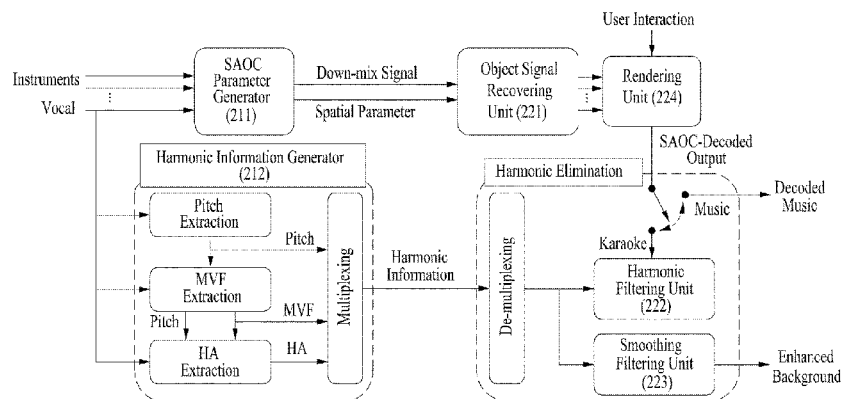 User Interaction
Instruments
Vocal
SAOC
Parameter
Generator
(211)
Down-mix Signal
Spatial Parameter
Object Signal
Recovering
Unit (221)
Rendering
Unit (224)
SAOC-Decoded
Output
Harmonic Information Generator
(212)
Harmonic Elimination
Pitch
Extraction
Pitch
MVF
Extraction
MVF
Pitch
HA
Extraction
HA
Multiplexing
Harmonic
Information
De-multiplexing
Music
Decoded
Music
Karaoke
Harmonic
Filtering Unit
(222)
Smoothing
Filtering Unit
(223)
Enhanced
Background